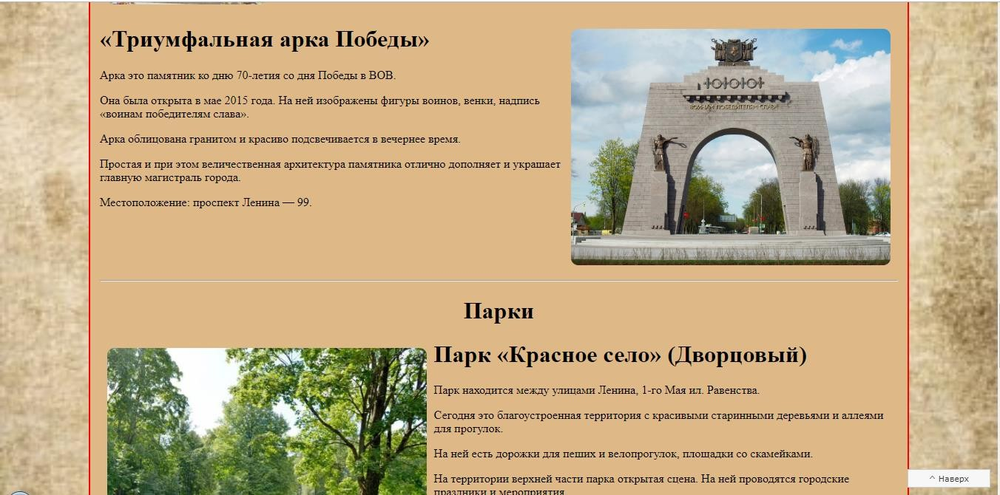 «Триумфальная арка Победы»
Арка это памятник ко дню 70-летия со дня Победы в ВОВ.
Она была открыта в мае 2015 года. На ней изображены фигуры воинов, венки, надпись
«воинам победителям слава».
Арка облицована гранитом и красиво подсвечивается в вечернее время.
Простая и при этом величественная архитектура памятника отлично дополняет и украшает
главную магистраль города.
Местоположение: проспект Ленина — 99.
ВОИНАМ ПОБЕДИТЕЛЯМ СЛАВА
Парки
Парк «Красное село» (Дворцовый)
Парк находится между улицами Ленина, 1-го Мая ил. Равенства.
Сегодня это благоустроенная территория с красивыми старинными деревьями и аллеями
для прогулок.
На ней есть дорожки для пеших и велопрогулок, площадки со скамейками.
На территории верхней части парка открытая сцена. На ней проводятся городские
праздники и мероприятия.
^ Наверх